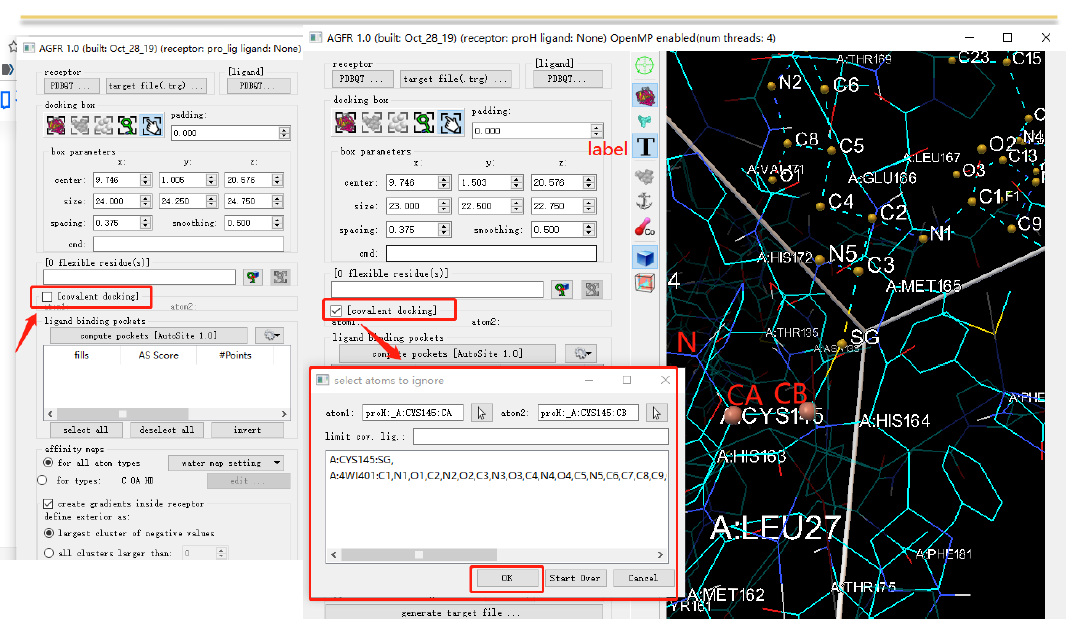 AGFR 1.0 (built: Oct_28_19) (receptor: pro_lig ligand: None)
receptor
[ligand]
PDBQT ...
target file(.trg) ...
PDBQT...
docking box
padding:
0.000
box parameters
x: y: z:
center: 9.746 1.005 20.576
size: 24.000 24.250 24.750
spacing: 0.375 smoothing: 0.500
cmd:
[0 flexible residue(s)]
[covalent docking]
atom2:
ligand binding pockets
compute pockets [AutoSite 1.0]
fills AS Score #Points
select all deselect all invert
affinity maps
for all atom types water map setting
for types: C OA HD edit ...
create gradients inside receptor
define exterior as:
largest cluster of negative values
all clusters larger than: 0
AGFR 1.0 (built: Oct_28_19) (receptor: proH ligand: None) OpenMP enabled(num threads: 4)
receptor
[ligand]
PDBQT ...
target file(.trg) ...
PDBQT...
docking box
padding:
0.000
label
T
box parameters
x: y: z:
center: 9.746 1.503 20.576
size: 23.000 22.500 22.750
spacing: 0.375 smoothing: 0.500
cmd:
[0 flexible residue(s)]
[covalent docking]
atom1: atom2:
ligand binding pockets
compute pockets [AutoSite 1.0]
select atoms to ignore
atom1: proH:_A:CYS145:CA atom2: proH:_A:CYS145:CB
limit cov. lig.:
A:CYS145:SG,
A:4WI401:C1,N1,O1,C2,N2,O2,C3,N3,O3,C4,N4,O4,C5,N5,C6,C7,C8,C9,
OK Start Over Cancel
generate target file ...
Co
A:THR169
C23
C15
N2
C6
C8
C5
N4
O2
C13
A:LEU167
A:VAL171
A:GLU166
O3
C1
F1
C4
C2
C9
N1
A:HIS172
N5
C3
4
A:MET165
N
A:THR135
SG
CA CB
A:PHE
A:CYS145
A:HIS164
A:HIS163
A:LEU27
A:PHE181
A:MET162
A:THR175
YR161